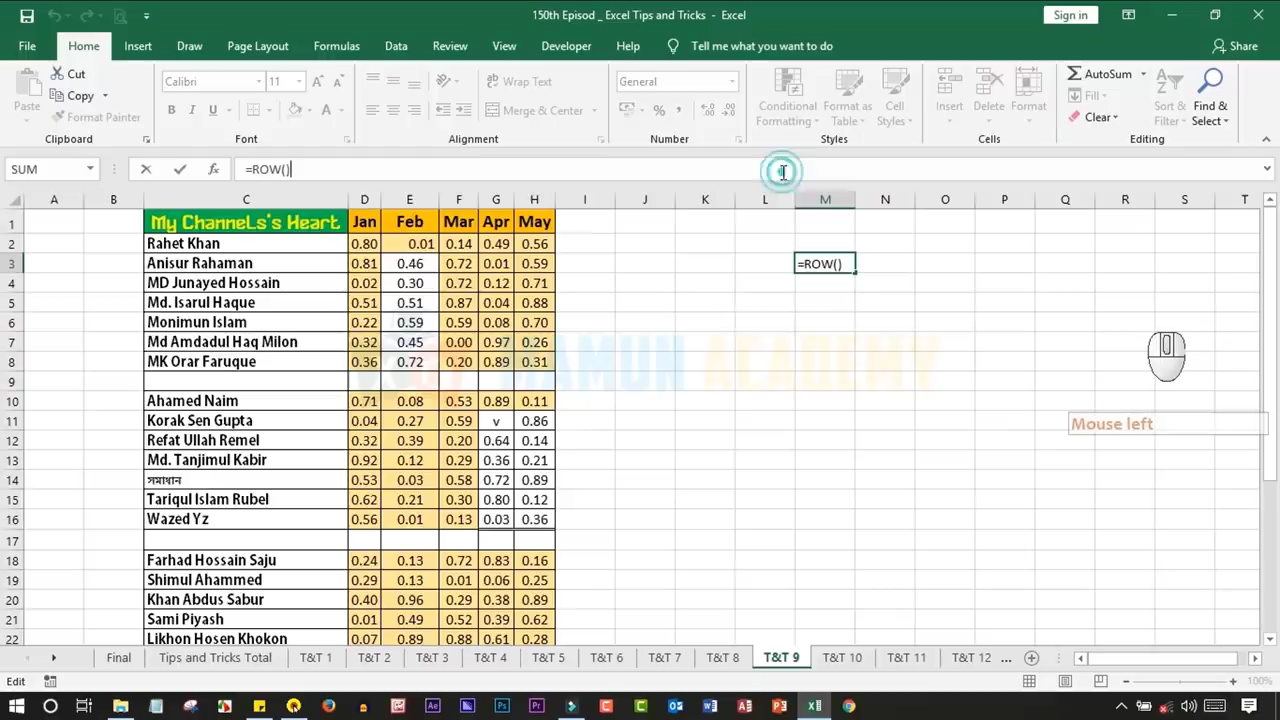 150th Episod _ Excel Tips and Tricks - Excel
Sign in
File Home Insert Draw Page Layout Formulas Data Review View Developer Help Tell me what you want to do Share
Paste
Cut
Copy
Format Painter
Clipboard
Calibri 11
B I U
Font
Wrap Text
Merge & Center
Alignment
General
Number
Conditional Formatting
Format as Table
Cell Styles
Styles
Insert Delete Format
Cells
AutoSum
Fill
Clear
Sort & Filter
Find & Select
Editing
SUM fx =ROW()
A B C D E F G H I J K L M N O P Q R S T
1 My Channels's Heart Jan Feb Mar Apr May
2 Rahet Khan 0.80 0.01 0.14 0.49 0.56
3 Anisur Rahaman 0.81 0.46 0.72 0.01 0.59 =ROW()
4 MD Junayed Hossain 0.02 0.30 0.72 0.12 0.71
5 Md. Isarul Haque 0.51 0.51 0.87 0.04 0.88
6 Monimun Islam 0.22 0.59 0.59 0.08 0.70
7 Md Amdadul Haq Milon 0.32 0.45 0.00 0.97 0.26
8 MK Orar Faruque 0.36 0.72 0.20 0.89 0.31
MAMUN ACADEMY
9
10 Ahamed Naim 0.71 0.08 0.53 0.89 0.11
11 Korak Sen Gupta 0.04 0.27 0.59 v 0.86
Mouse left
12 Refat Ullah Remel 0.32 0.39 0.20 0.64 0.14
13 Md. Tanjimul Kabir 0.92 0.12 0.29 0.36 0.21
14 সমাধান 0.53 0.03 0.58 0.72 0.89
15 Tariqul Islam Rubel 0.62 0.21 0.30 0.80 0.12
16 Wazed Yz 0.56 0.01 0.13 0.03 0.36
17
18 Farhad Hossain Saju 0.24 0.13 0.72 0.83 0.16
19 Shimul Ahammed 0.29 0.13 0.01 0.06 0.25
20 Khan Abdus Sabur 0.40 0.96 0.29 0.38 0.89
21 Sami Piyash 0.01 0.49 0.52 0.39 0.62
22 Likhon Hosen Khokon 0.07 0.89 0.88 0.61 0.28
Final Tips and Tricks Total T&T 1 T&T 2 T&T 3 T&T 4 T&T 5 T&T 6 T&T 7 T&T 8 T&T 9 T&T 10 T&T 11 T&T 12 ...
Edit 100%